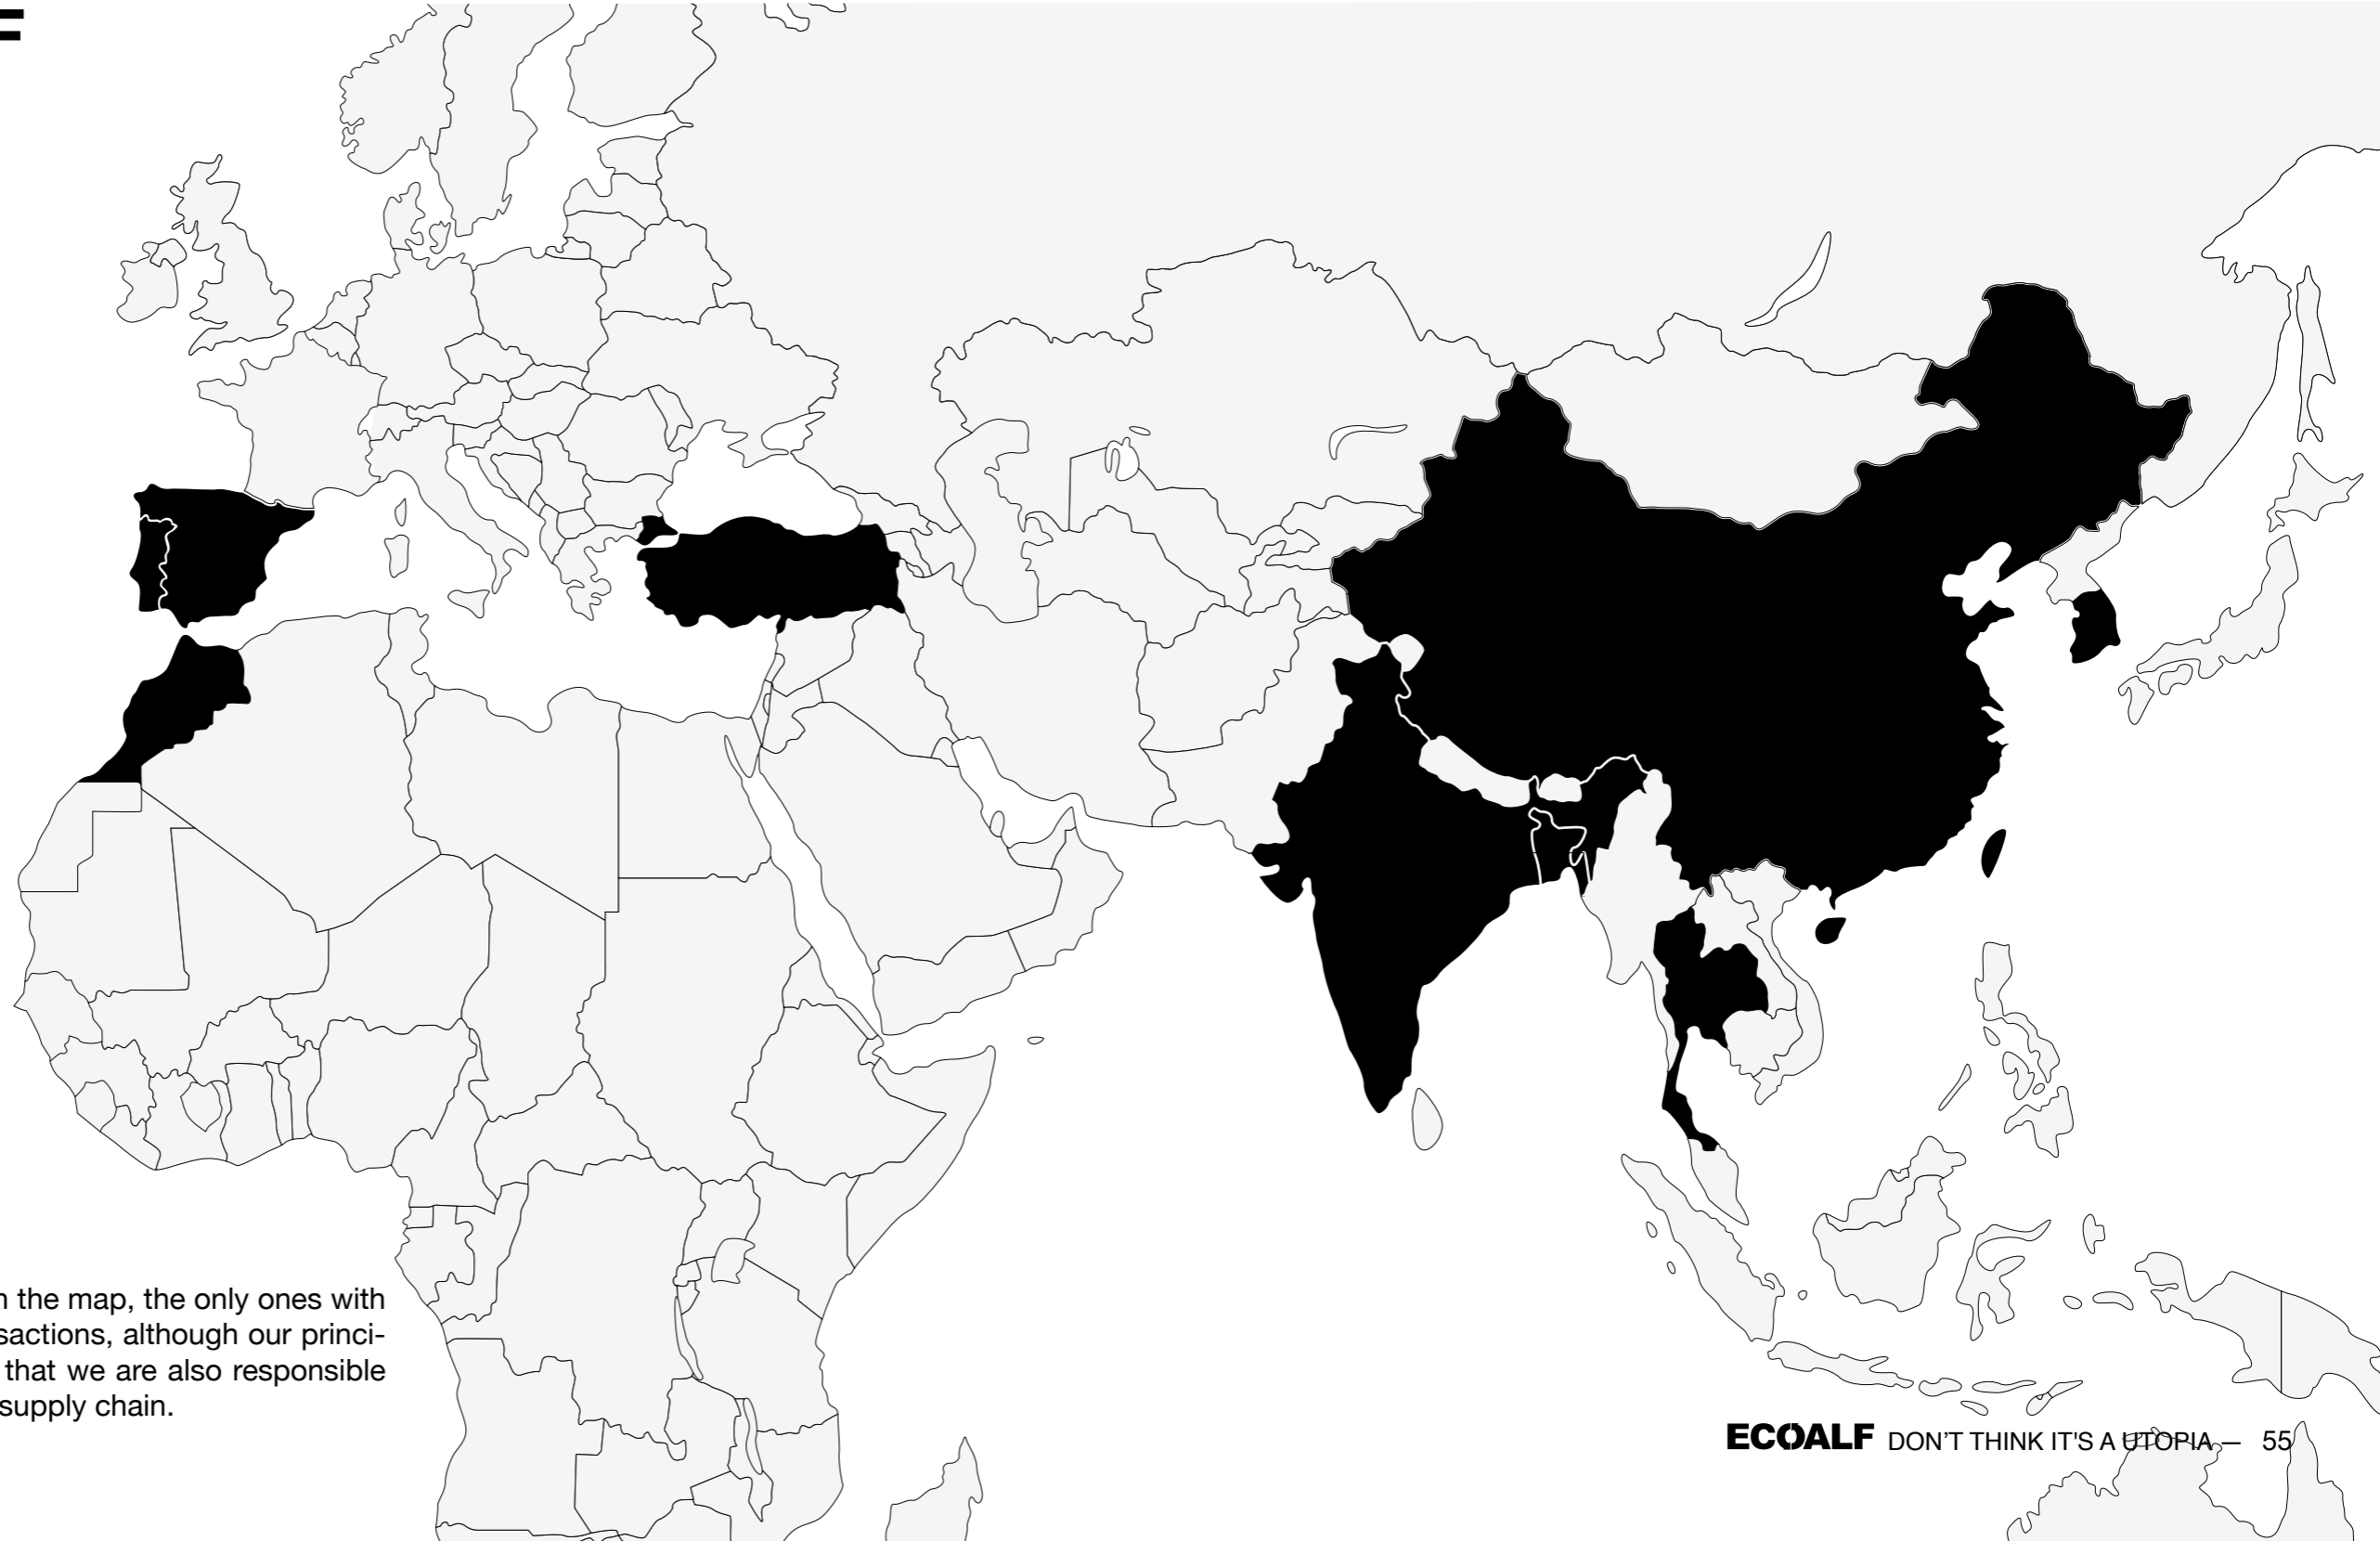 the map, the only ones with
although our princi-
that we are also responsible
supply chain.
ECOALF DON'T THINK IT'S A UTOPIA — 55